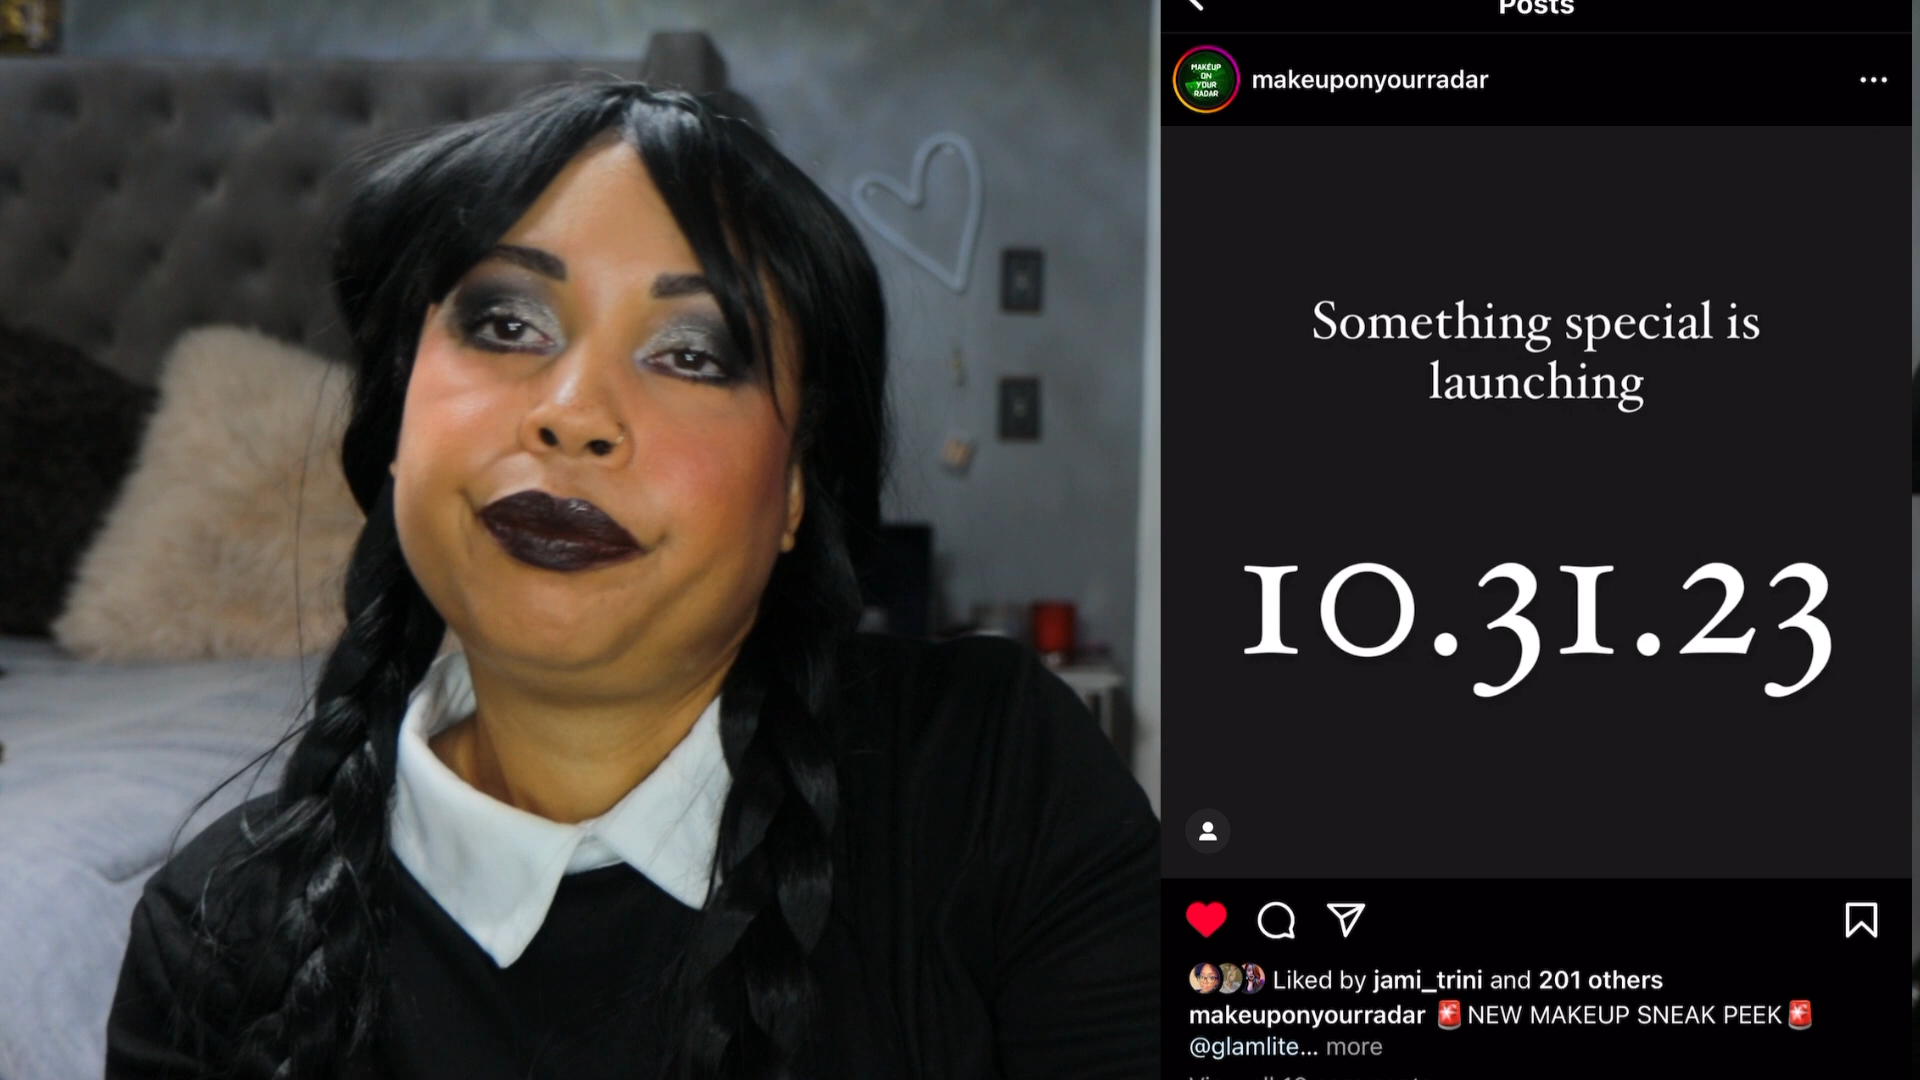 Posts
makeuponyourradar
MAKEUP
ON
YOUR
RADAR
Something special is
launching
10.31.23
Liked by jami_trini and 201 others
makeuponyourradar 🚨 NEW MAKEUP SNEAK PEEK 🚨
@glamlite... more